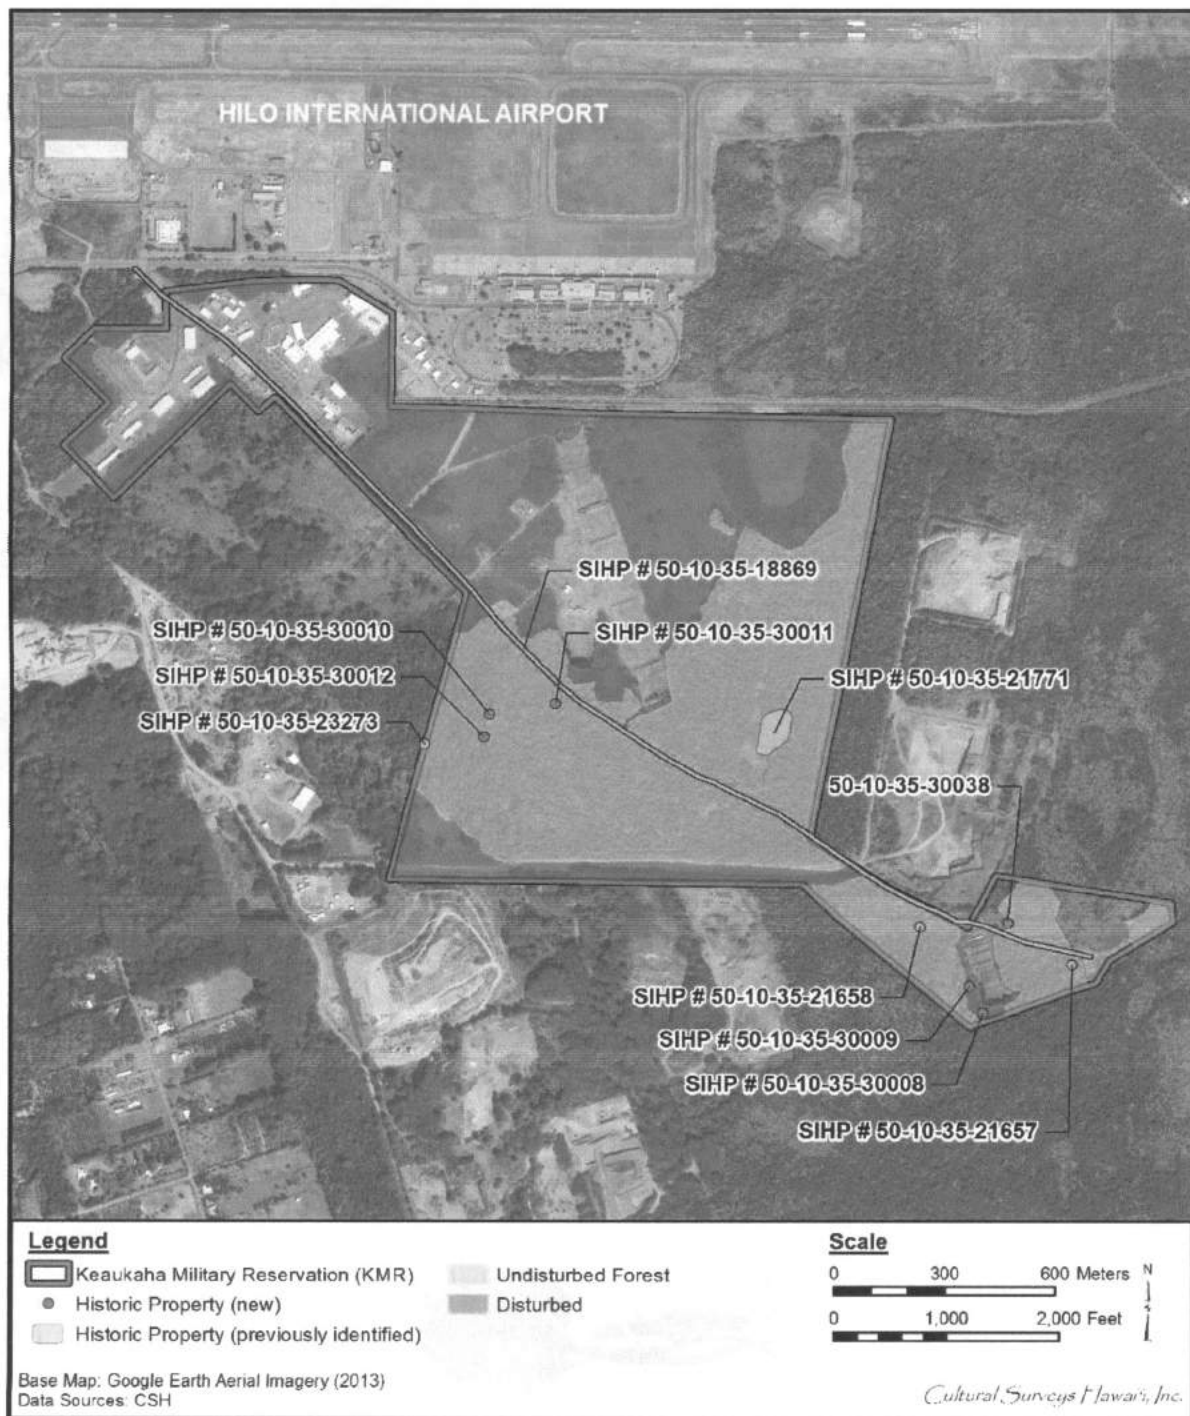 HILO INTERNATIONAL AIRPORT
SIHP # 50-10-35-18869
SIHP # 50-10-35-30010
SIHP # 50-10-35-30011
SIHP # 50-10-35-30012
SIHP # 50-10-35-21771
SIHP # 50-10-35-23273
50-10-35-30038
SIHP # 50-10-35-21658
SIHP # 50-10-35-30009
SIHP # 50-10-35-30008
SIHP # 50-10-35-21657
Legend
Keaukaha Military Reservation (KMR)
Historic Property (new)
Historic Property (previously identified)
Undisturbed Forest
Disturbed
Scale
0 300 600 Meters
N
0 1,000 2,000 Feet
Base Map: Google Earth Aerial Imagery (2013)
Data Sources: CSH
Cultural Surveys Hawai'i, Inc.